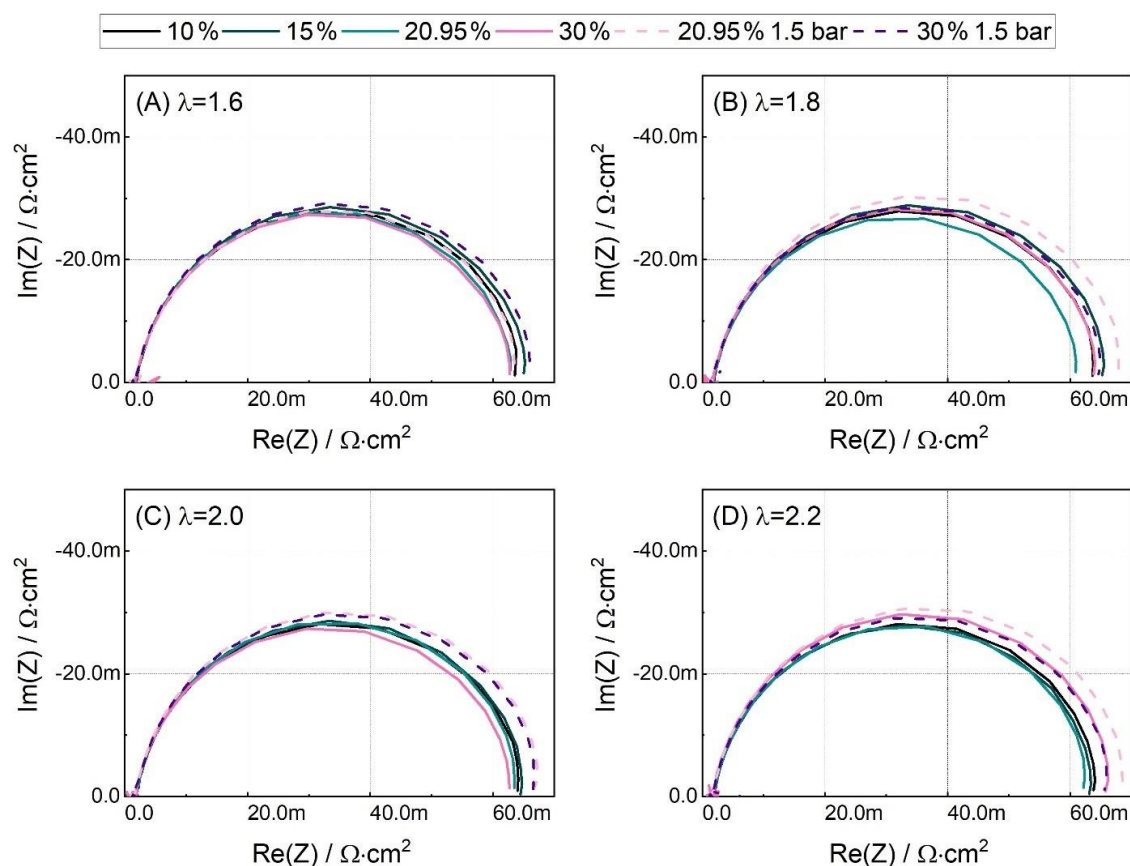 10 % 15 % 20.95 % 30 % 20.95 % 1.5 bar 30 % 1.5 bar
(A) λ=1.6
-40.0m
-20.0m
0.0
Im(Z) / Ω·cm²
0.0 20.0m 40.0m 60.0m
Re(Z) / Ω·cm²
(B) λ=1.8
-40.0m
-20.0m
0.0
Im(Z) / Ω·cm²
0.0 20.0m 40.0m 60.0m
Re(Z) / Ω·cm²
(C) λ=2.0
-40.0m
-20.0m
0.0
Im(Z) / Ω·cm²
0.0 20.0m 40.0m 60.0m
Re(Z) / Ω·cm²
(D) λ=2.2
-40.0m
-20.0m
0.0
Im(Z) / Ω·cm²
0.0 20.0m 40.0m 60.0m
Re(Z) / Ω·cm²